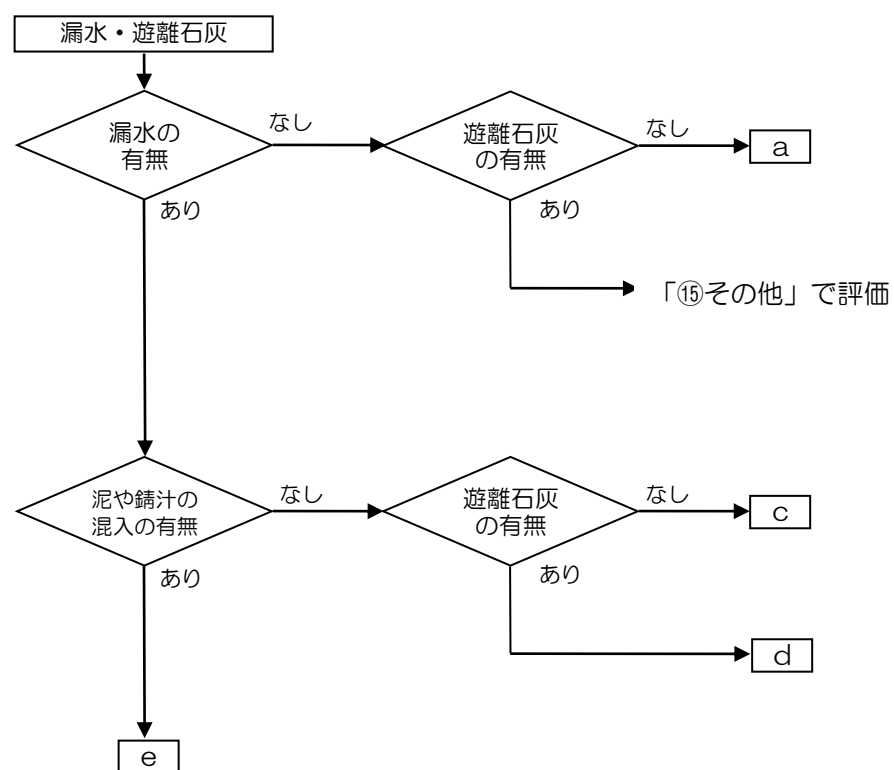 漏水・遊離石灰
漏水の
有無
なし
遊離石灰
の有無
なし
a
あり
あり
「⑮その他」で評価
泥や錆汁の
混入の有無
なし
遊離石灰
の有無
なし
c
あり
あり
d
e